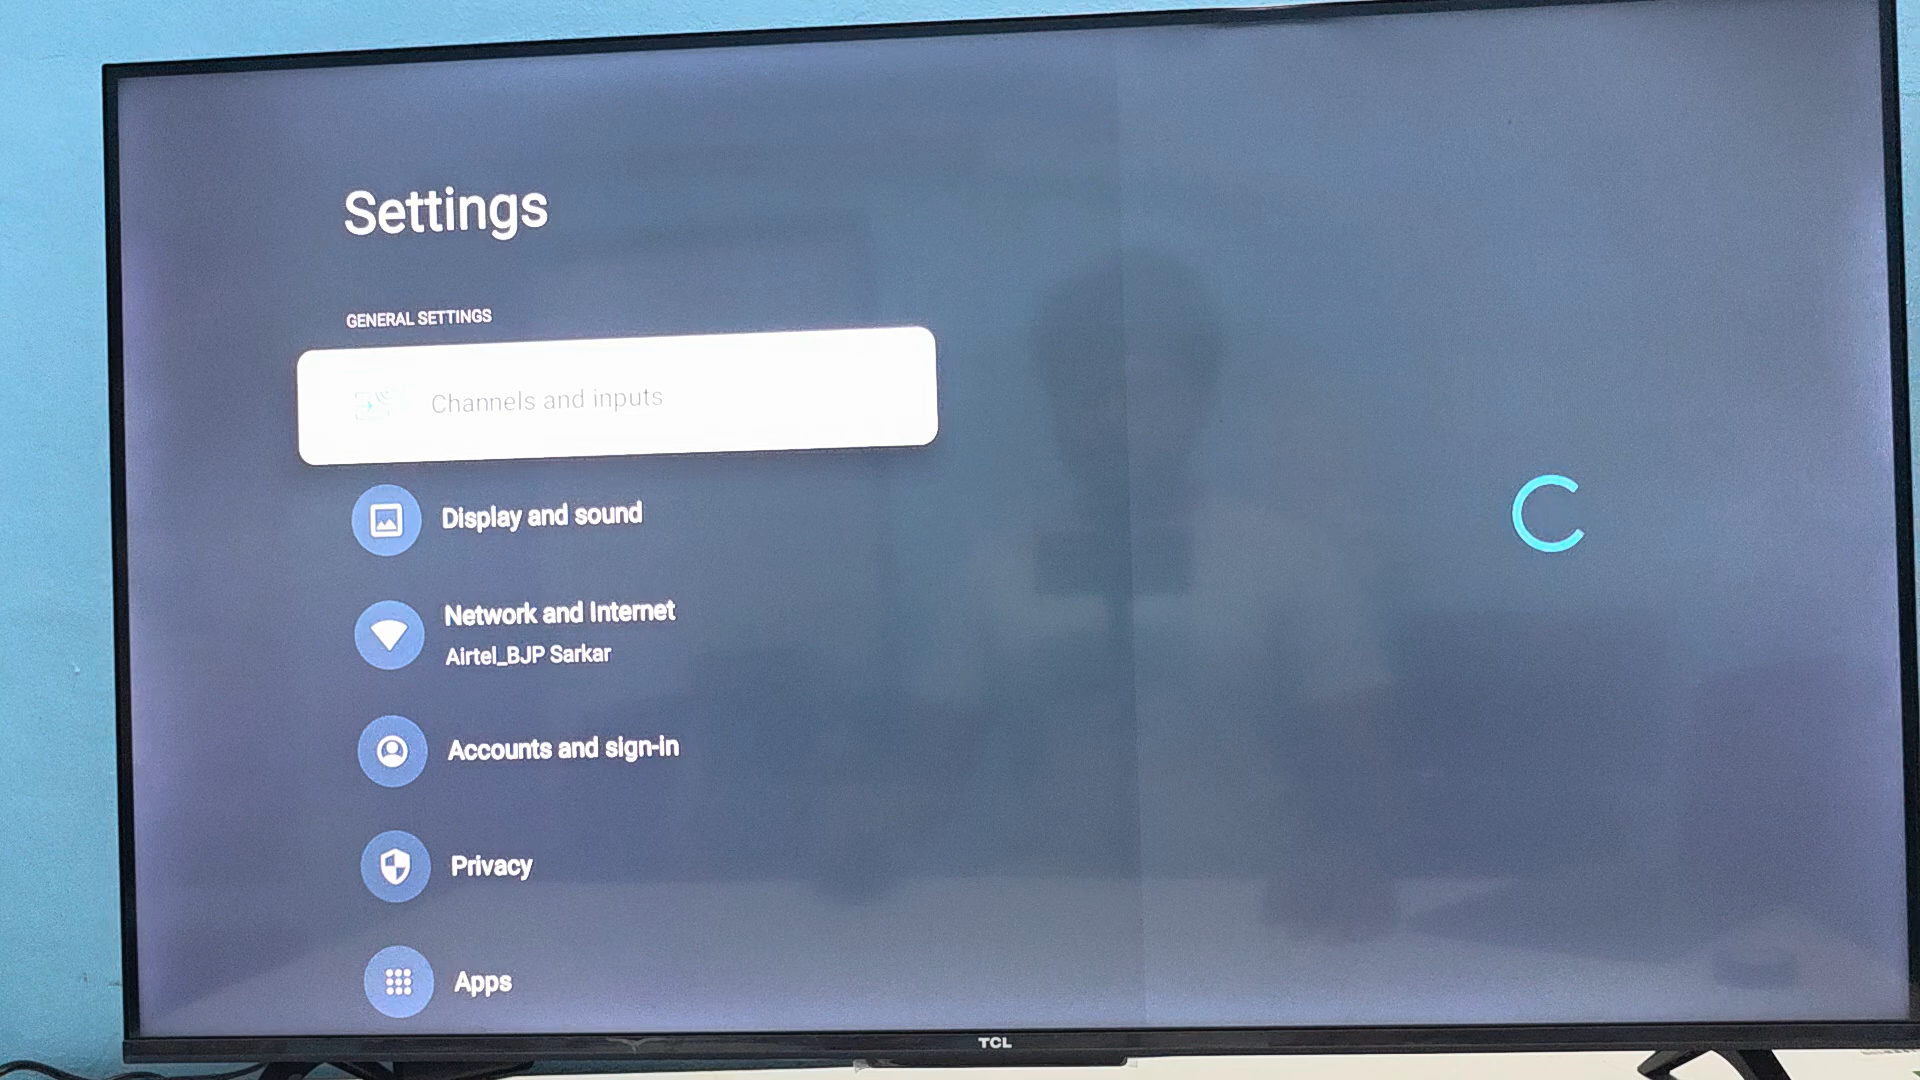 Settings
GENERAL SETTINGS
Channels and inputs
Display and sound
Network and Internet
Airtel_BJP Sarkar
Accounts and sign-in
Privacy
Apps
TCL